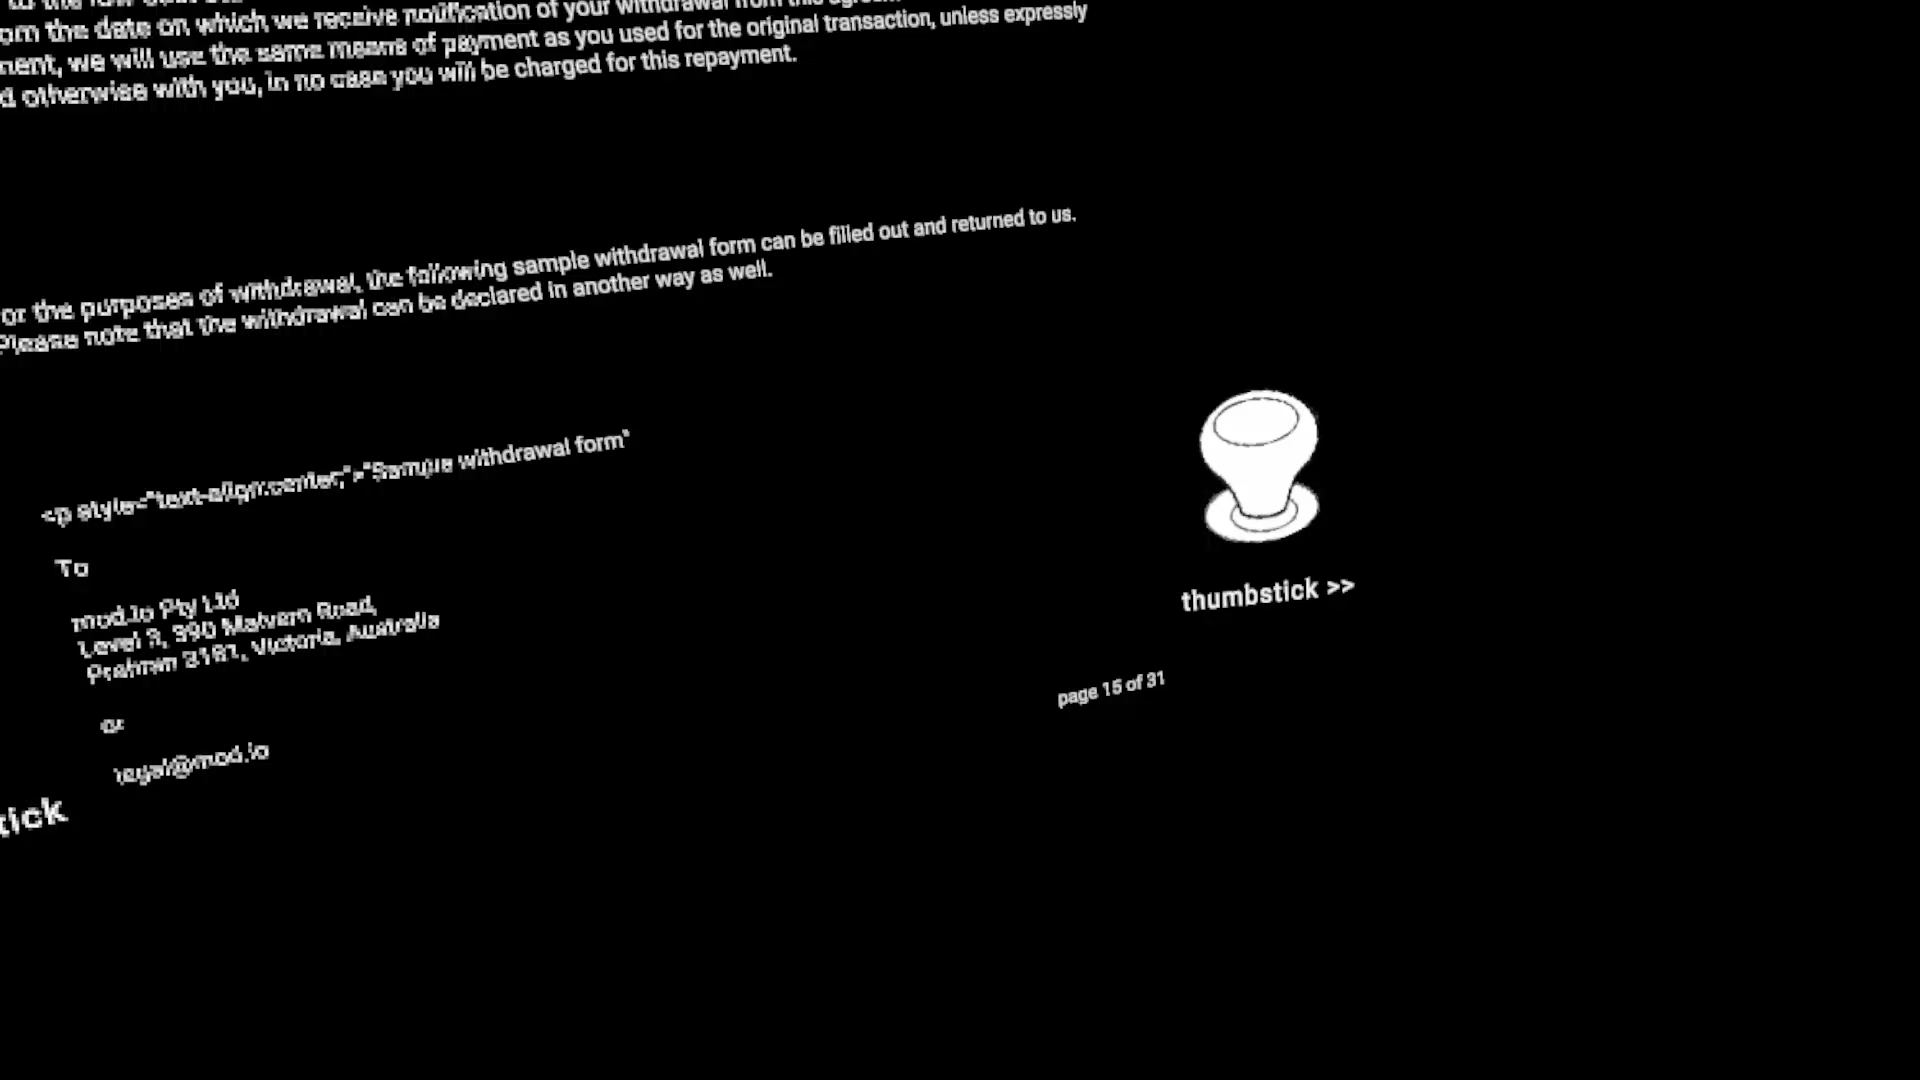 om the date on which we receive notification of your withdrawal from this
ment, we will use the same means of payment as you used for the original transaction, unless expressly
d otherwise with you, in no case you will be charged for this repayment.
or the purposes of withdrawal, the following sample withdrawal form can be filled out and returned to us.
Please note that the withdrawal can be declared in another way as well.
<p style="text-align:center;">"Sample withdrawal form"
To
mod.io Pty Ltd
Level 3, 390 Malvern Road,
Prahran 3181, Victoria, Australia
or
legal@mod.io
thumbstick >>
page 15 of 31
tick